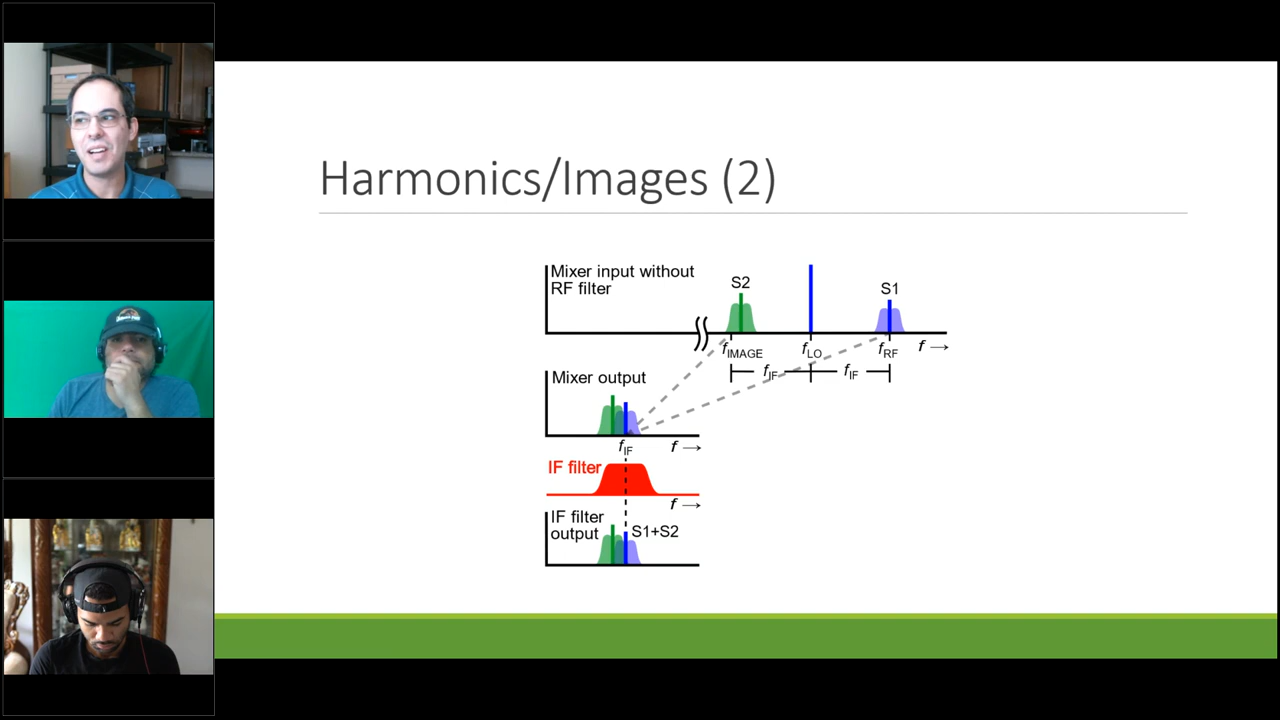 Harmonics/Images (2)
Mixer input without
RF filter
S2
S1
fIMAGE
fLO
fRF
f →
fIF
fIF
Mixer output
fIF
f →
IF filter
f →
IF filter
output
S1+S2